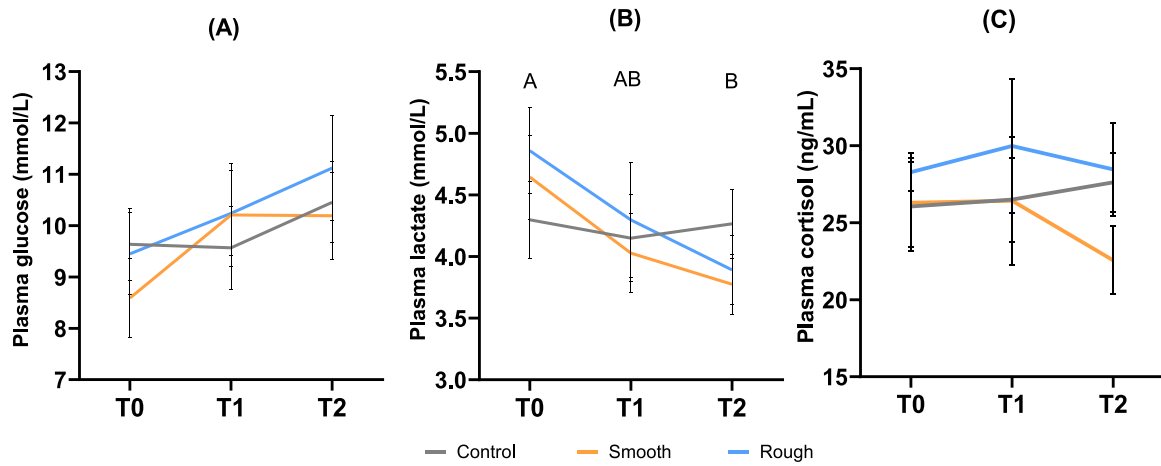 (A)
Plasma glucose (mmol/L)
13
12
11
10
9
8
7
T0 T1 T2
(B)
Plasma lactate (mmol/L)
5.5
5.0
4.5
4.0
3.5
3.0
A AB B
T0 T1 T2
(C)
Plasma cortisol (ng/mL)
35
30
25
20
15
T0 T1 T2
Control Smooth Rough